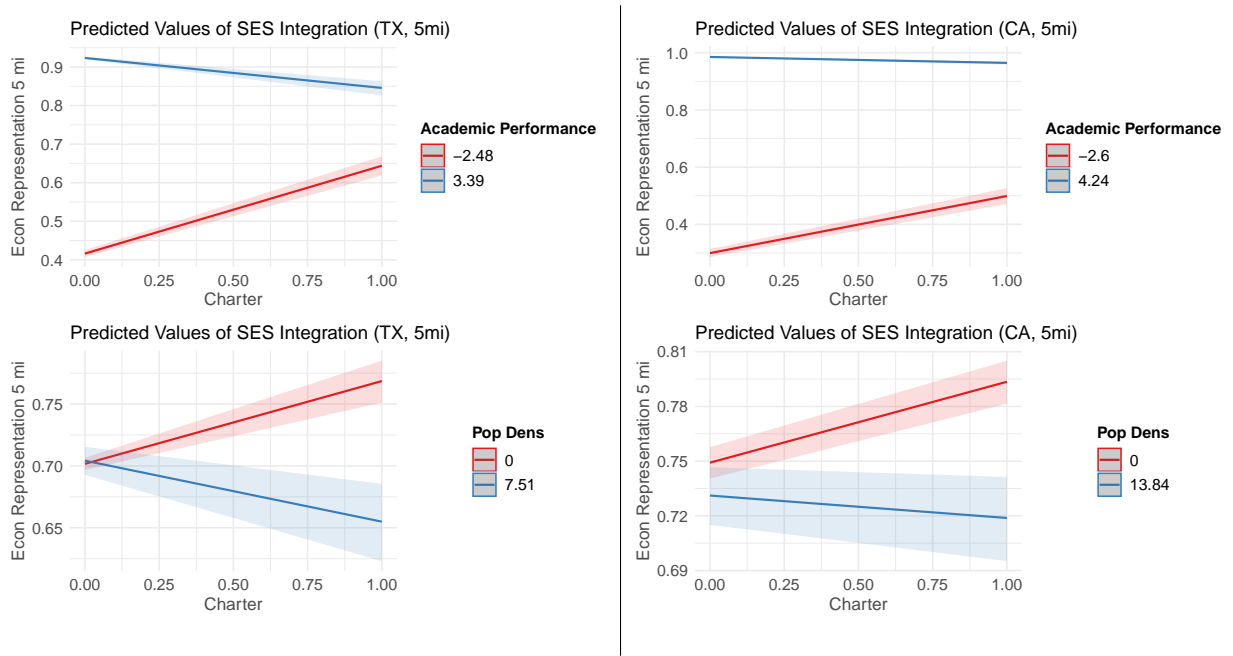 Predicted Values of SES Integration (TX, 5mi)
Econ Representation 5 mi
0.9
0.8
0.7
0.6
0.5
0.4
0.00 0.25 0.50 0.75 1.00
Charter
Academic Performance
−2.48
3.39
Predicted Values of SES Integration (CA, 5mi)
Econ Representation 5 mi
1.0
0.8
0.6
0.4
0.00 0.25 0.50 0.75 1.00
Charter
Academic Performance
−2.6
4.24
Predicted Values of SES Integration (TX, 5mi)
Econ Representation 5 mi
0.75
0.70
0.65
0.00 0.25 0.50 0.75 1.00
Charter
Pop Dens
0
7.51
Predicted Values of SES Integration (CA, 5mi)
Econ Representation 5 mi
0.81
0.78
0.75
0.72
0.69
0.00 0.25 0.50 0.75 1.00
Charter
Pop Dens
0
13.84